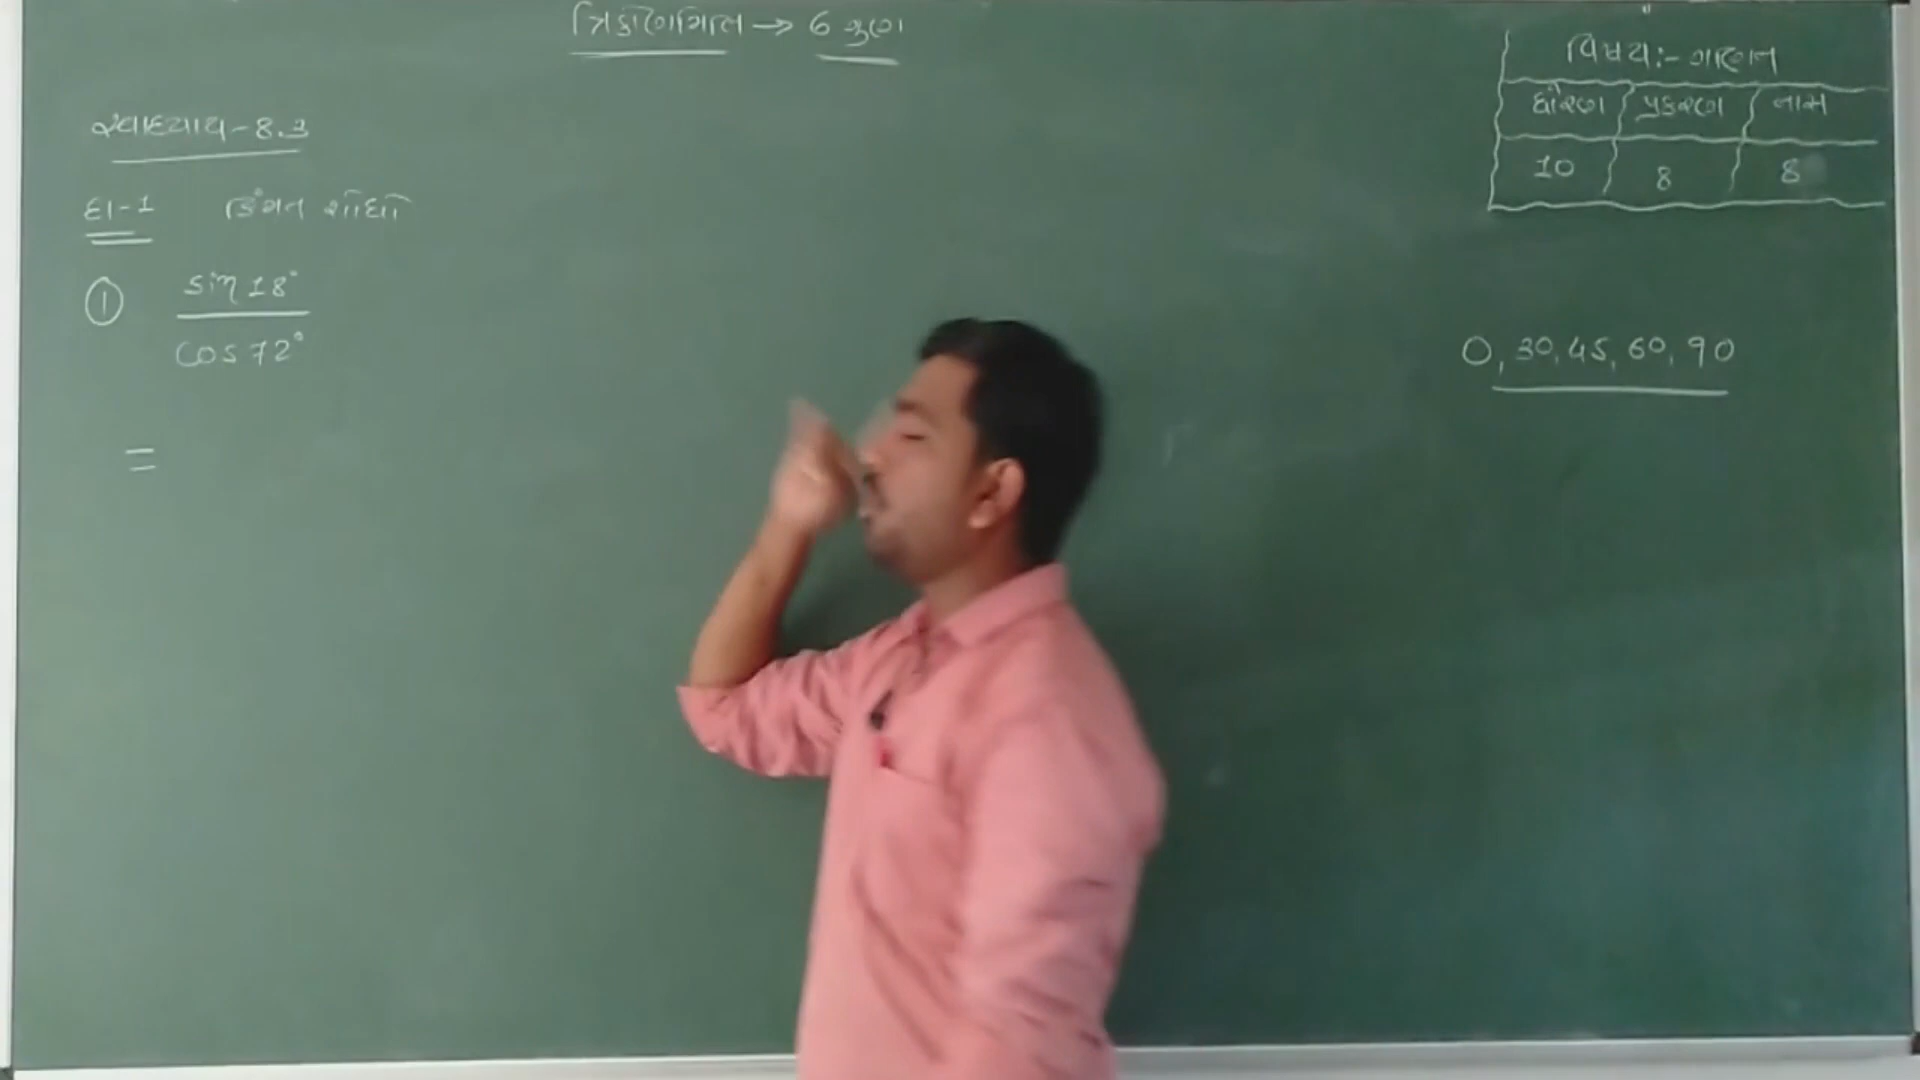 ત્રિકોણમિતિ → 6 ગુણ
વિષય:- ગણિત
ધોરણ પ્રકરણ નામ
10 8 8
સ્વાધ્યાય-8.3
દા-1 કિંમત શોધો
① sin 18°
cos 72°
=
0, 30, 45, 60, 90